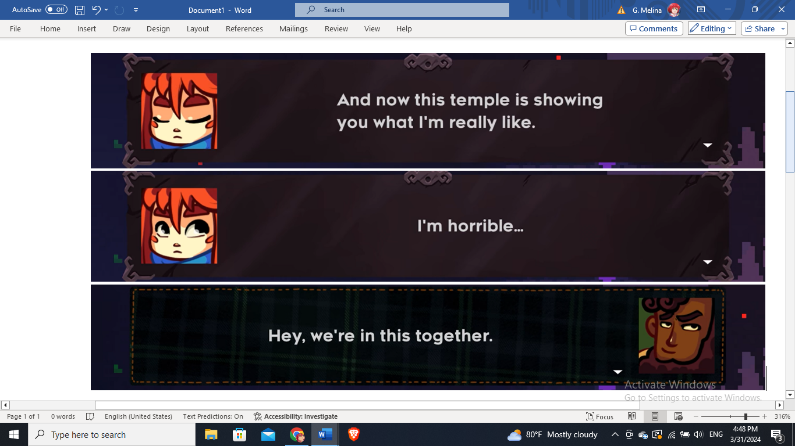 AutoSave Off Document1 - Word Search G. Melina
File Home Insert Draw Design Layout References Mailings Review View Help Comments Editing Share
And now this temple is showing
you what I'm really like.
I'm horrible...
Hey, we're in this together.
Activate Windows
Go to Settings to activate Windows.
Page 1 of 1 0 words English (United States) Text Predictions: On Accessibility: Investigate Focus 316%
Type here to search 80°F Mostly cloudy ENG 4:48 PM
3/31/2024 3